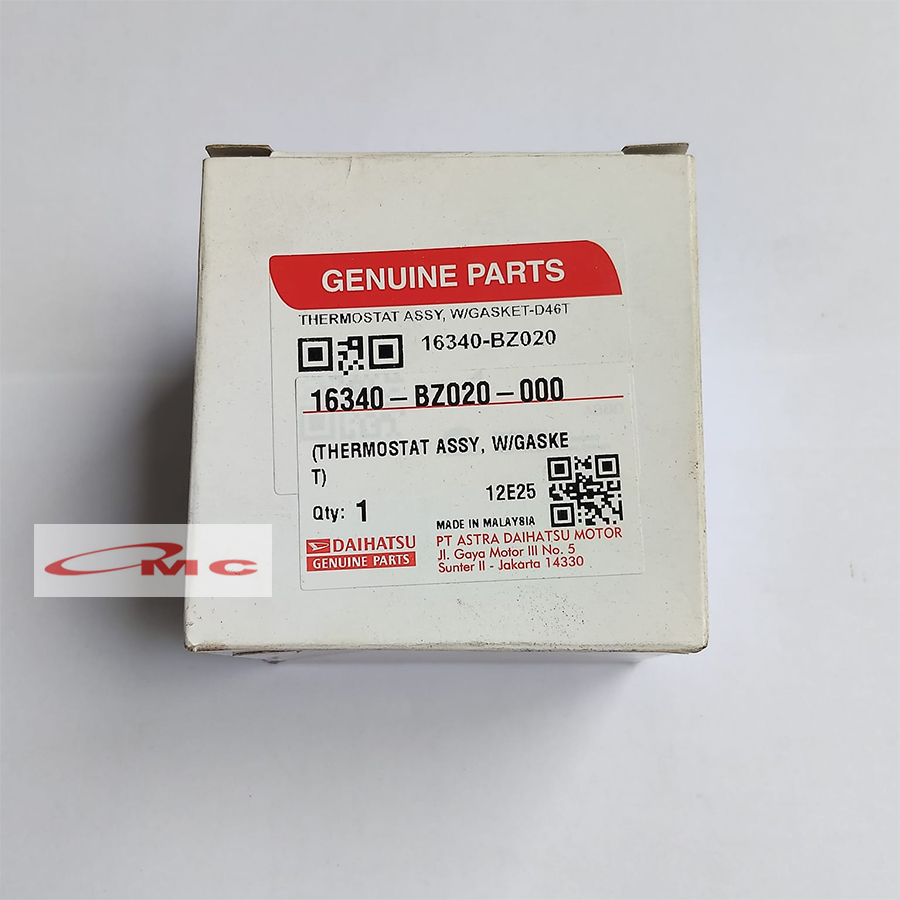 GENUINE PARTS
THERMOSTAT ASSY, W/GASKET-D46T
16340-BZ020
16340-BZ020-000
(THERMOSTAT ASSY, W/GASKE
T)
Qty: 1
12E25
MADE IN MALAYSIA
DAIHATSU
GENUINE PARTS
PT ASTRA DAIHATSU MOTOR
Jl. Gaya Motor III No. 5
Sunter II - Jakarta 14330
CMC